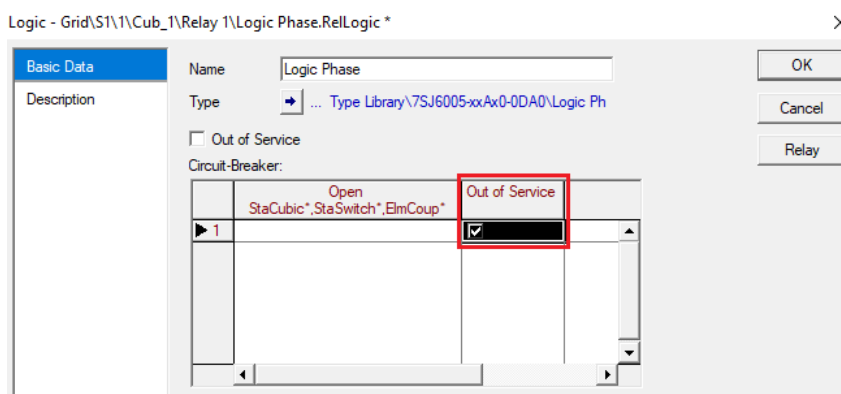 Logic - Grid\S1\1\Cub_1\Relay 1\Logic Phase.RelLogic *
Basic Data
Description
Name
Logic Phase
Type
... Type Library\7SJ6005-xxAx0-0DA0\Logic Ph
Out of Service
Circuit-Breaker:
Open
StaCubic*,StaSwitch*,ElmCoup*
Out of Service
1
OK
Cancel
Relay